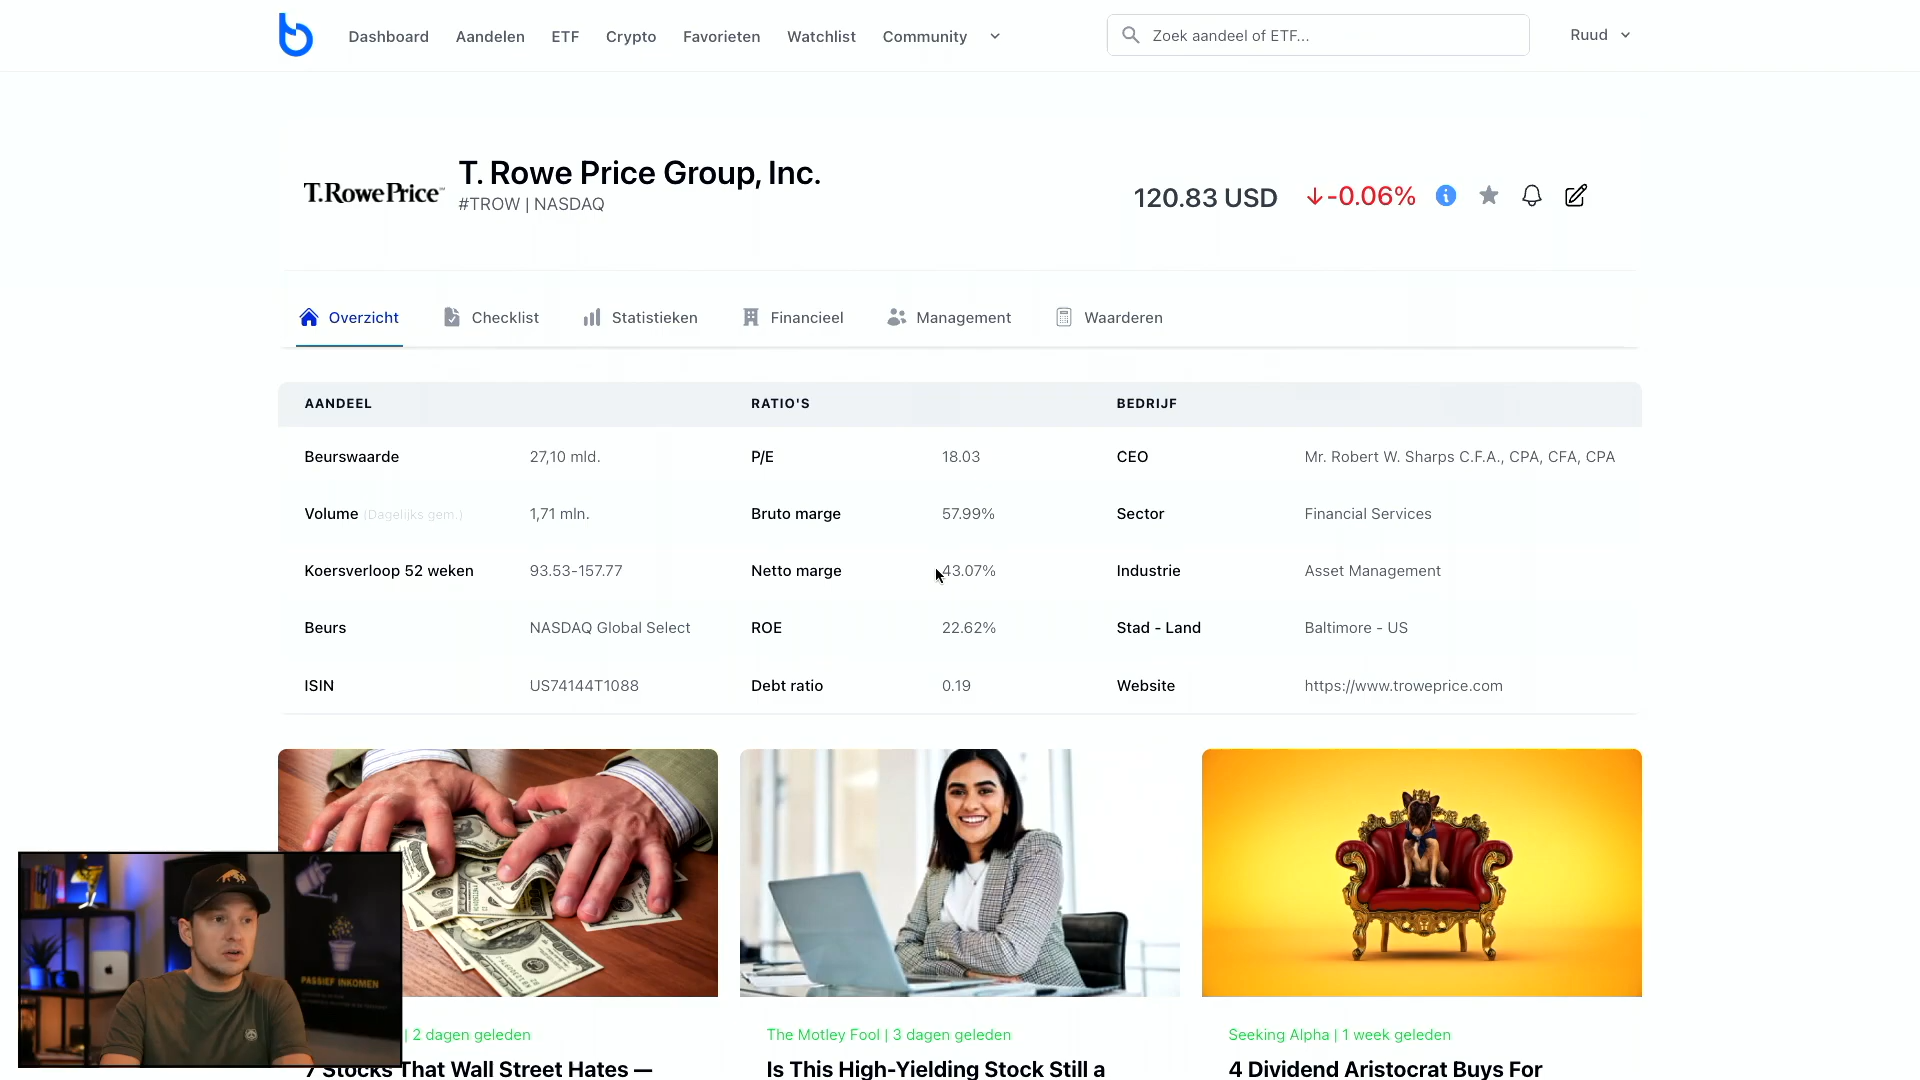 Dashboard Aandelen ETF Crypto Favorieten Watchlist Community Zoek aandeel of ETF... Ruud
T.RowePrice
T. Rowe Price Group, Inc.
#TROW | NASDAQ
120.83 USD -0.06%
Overzicht Checklist Statistieken Financieel Management Waarderen
AANDEEL RATIO'S BEDRIJF
Beurswaarde 27,10 mld. P/E 18.03 CEO Mr. Robert W. Sharps C.F.A., CPA, CFA, CPA
Volume (Dagelijks gem.) 1,71 mln. Bruto marge 57.99% Sector Financial Services
Koersverloop 52 weken 93.53-157.77 Netto marge 43.07% Industrie Asset Management
Beurs NASDAQ Global Select ROE 22.62% Stad - Land Baltimore - US
ISIN US74144T1088 Debt ratio 0.19 Website https://www.troweprice.com
PASSIEF INKOMEN
| 2 dagen geleden The Motley Fool | 3 dagen geleden Seeking Alpha | 1 week geleden
7 Stocks That Wall Street Hates — Is This High-Yielding Stock Still a 4 Dividend Aristocrat Buys For